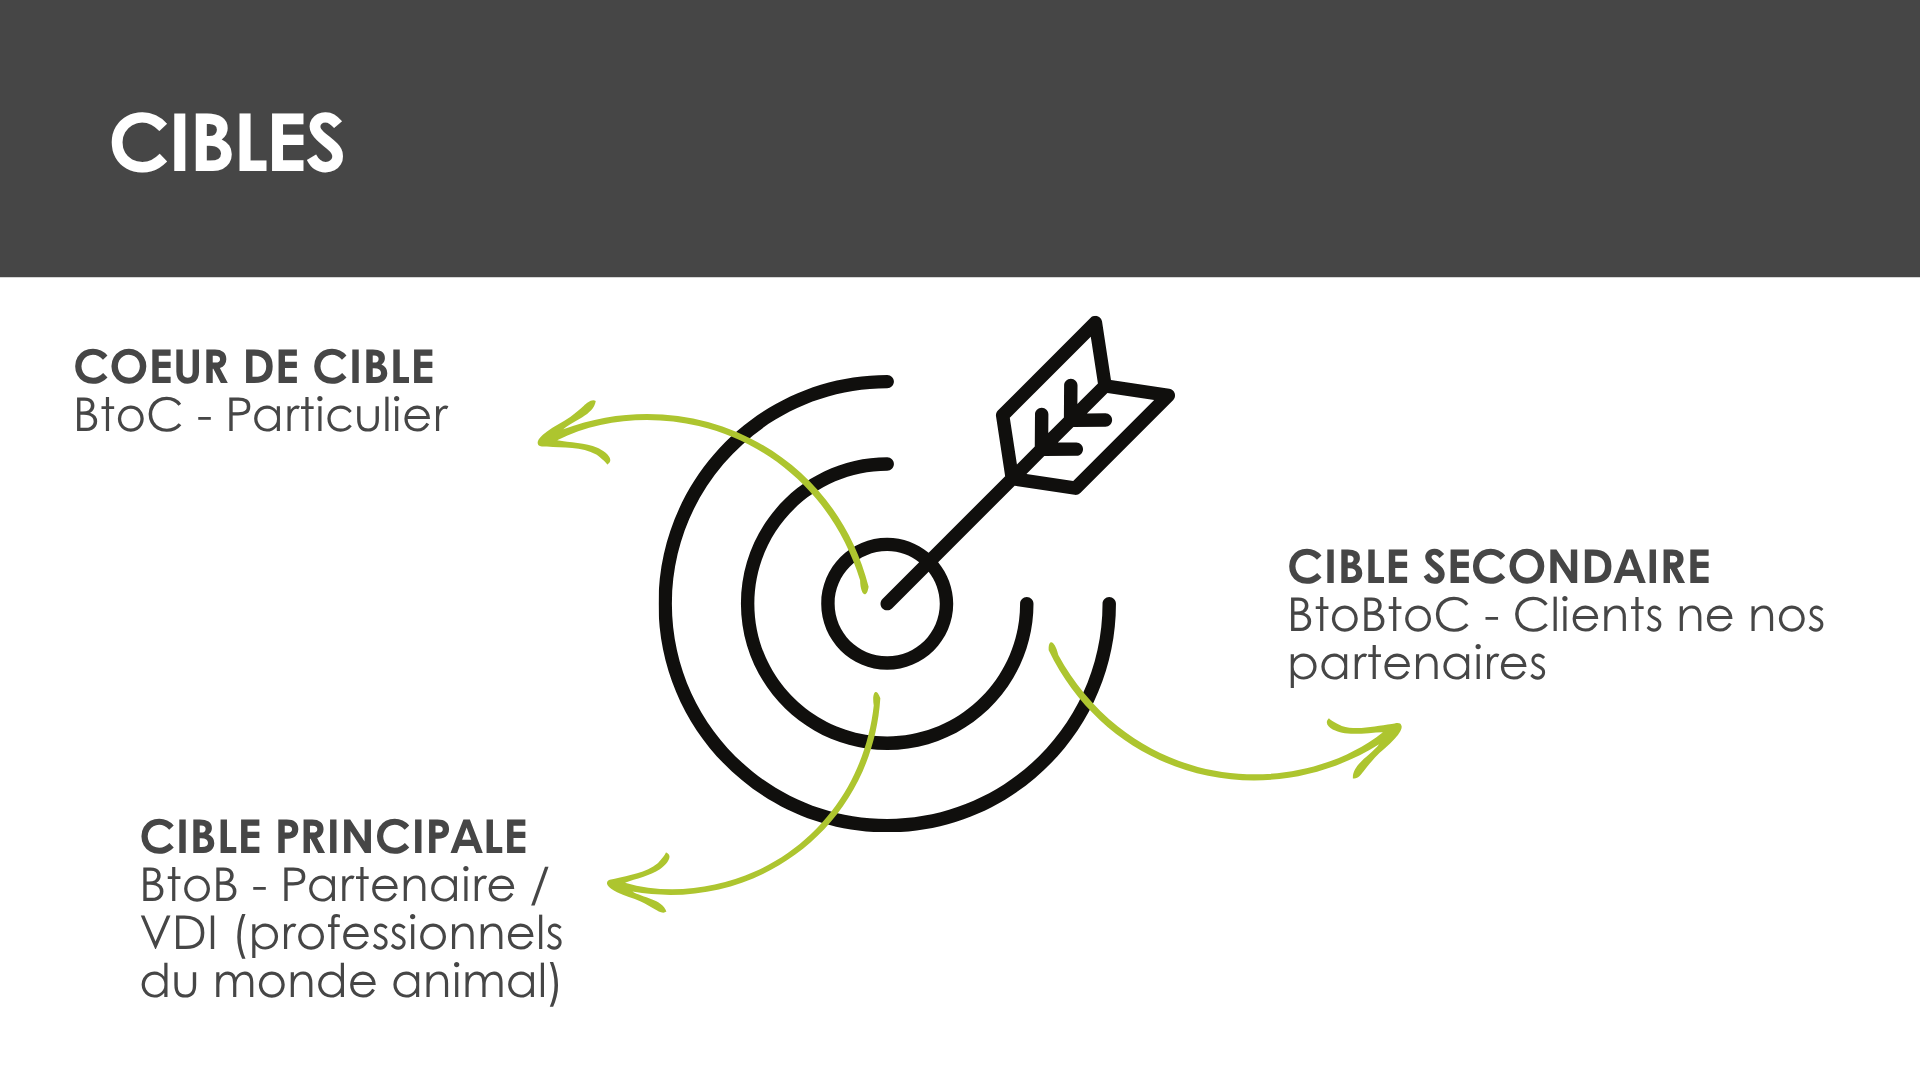 CIBLES
COEUR DE CIBLE
BtoC - Particulier
CIBLE SECONDAIRE
BtoBtoC - Clients ne nos
partenaires
CIBLE PRINCIPALE
BtoB - Partenaire /
VDI (professionnels
du monde animal)